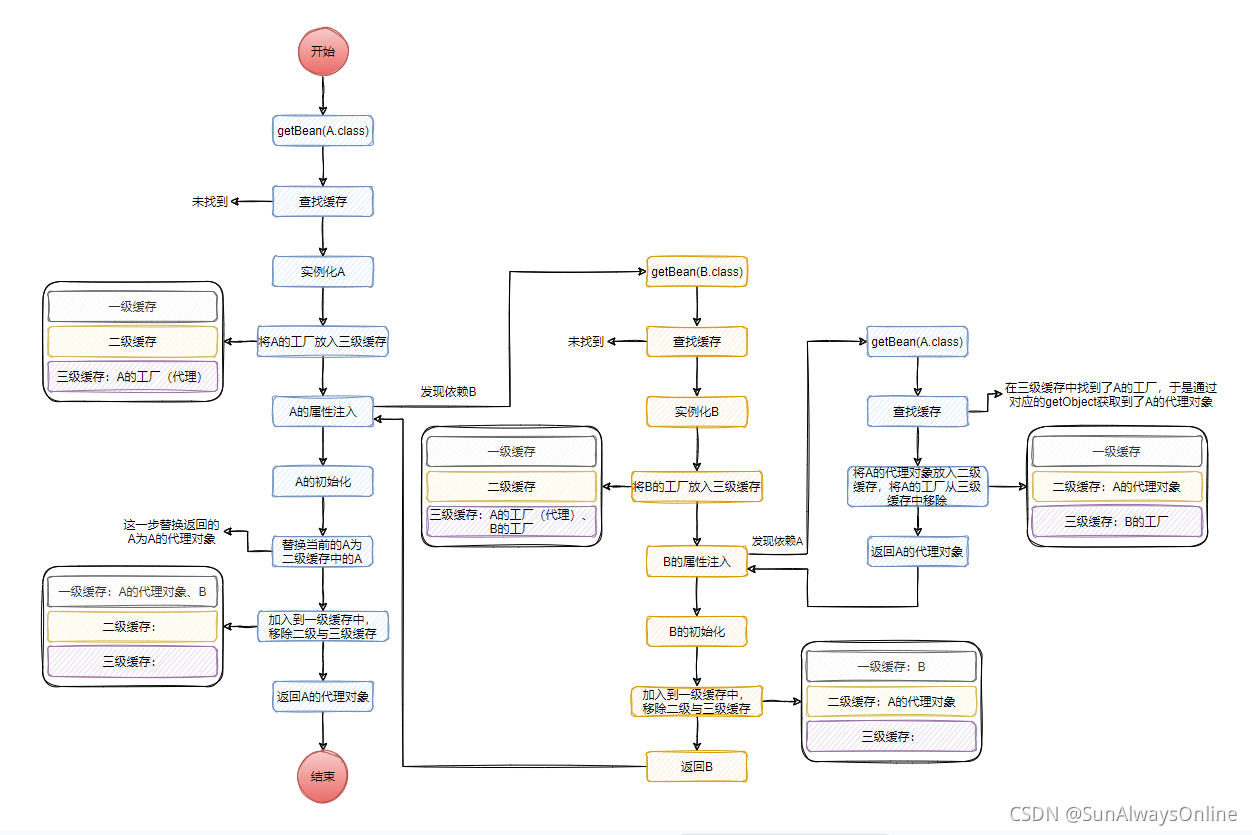 开始
getBean(A.class)
未找到
查找缓存
实例化A
一级缓存
二级缓存
三级缓存：A的工厂（代理）
将A的工厂放入三级缓存
A的属性注入
发现依赖B
A的初始化
这一步替换返回的
A为A的代理对象
替换当前的A为
二级缓存中的A
一级缓存：A的代理对象、B
二级缓存：
三级缓存：
加入到一级缓存中，
移除二级与三级缓存
返回A的代理对象
结束
getBean(B.class)
未找到
查找缓存
实例化B
一级缓存
二级缓存
三级缓存：A的工厂（代理）、
B的工厂
将B的工厂放入三级缓存
B的属性注入
发现依赖A
B的初始化
加入到一级缓存中，
移除二级与三级缓存
一级缓存：B
二级缓存：A的代理对象
三级缓存：
返回B
getBean(A.class)
查找缓存
在三级缓存中找到了A的工厂，于是通过
对应的getObject获取到了A的代理对象
将A的代理对象放入二级
缓存，将A的工厂从三级
缓存中移除
一级缓存
二级缓存：A的代理对象
三级缓存：B的工厂
返回A的代理对象
CSDN @SunAlwaysOnline